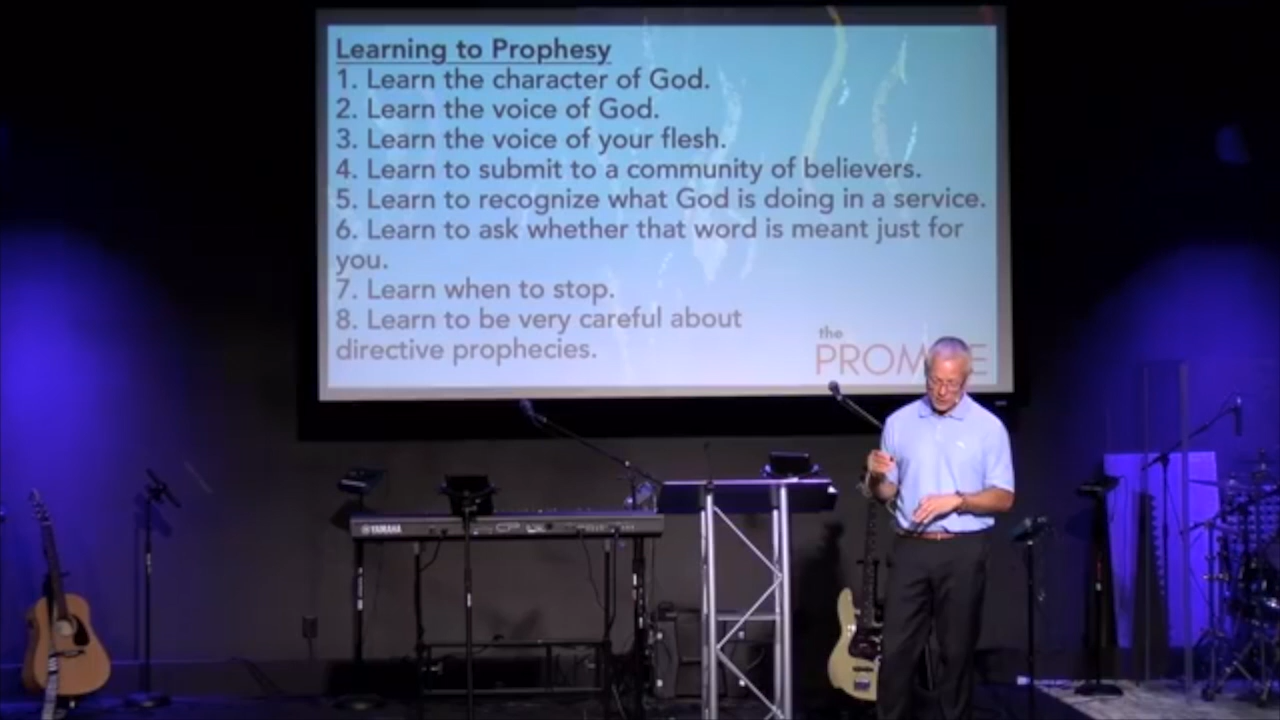 Learning to Prophesy
1. Learn the character of God.
2. Learn the voice of God.
3. Learn the voice of your flesh.
4. Learn to submit to a community of believers.
5. Learn to recognize what God is doing in a service.
6. Learn to ask whether that word is meant just for
you.
7. Learn when to stop.
8. Learn to be very careful about
directive prophecies.
the
YAMAHA